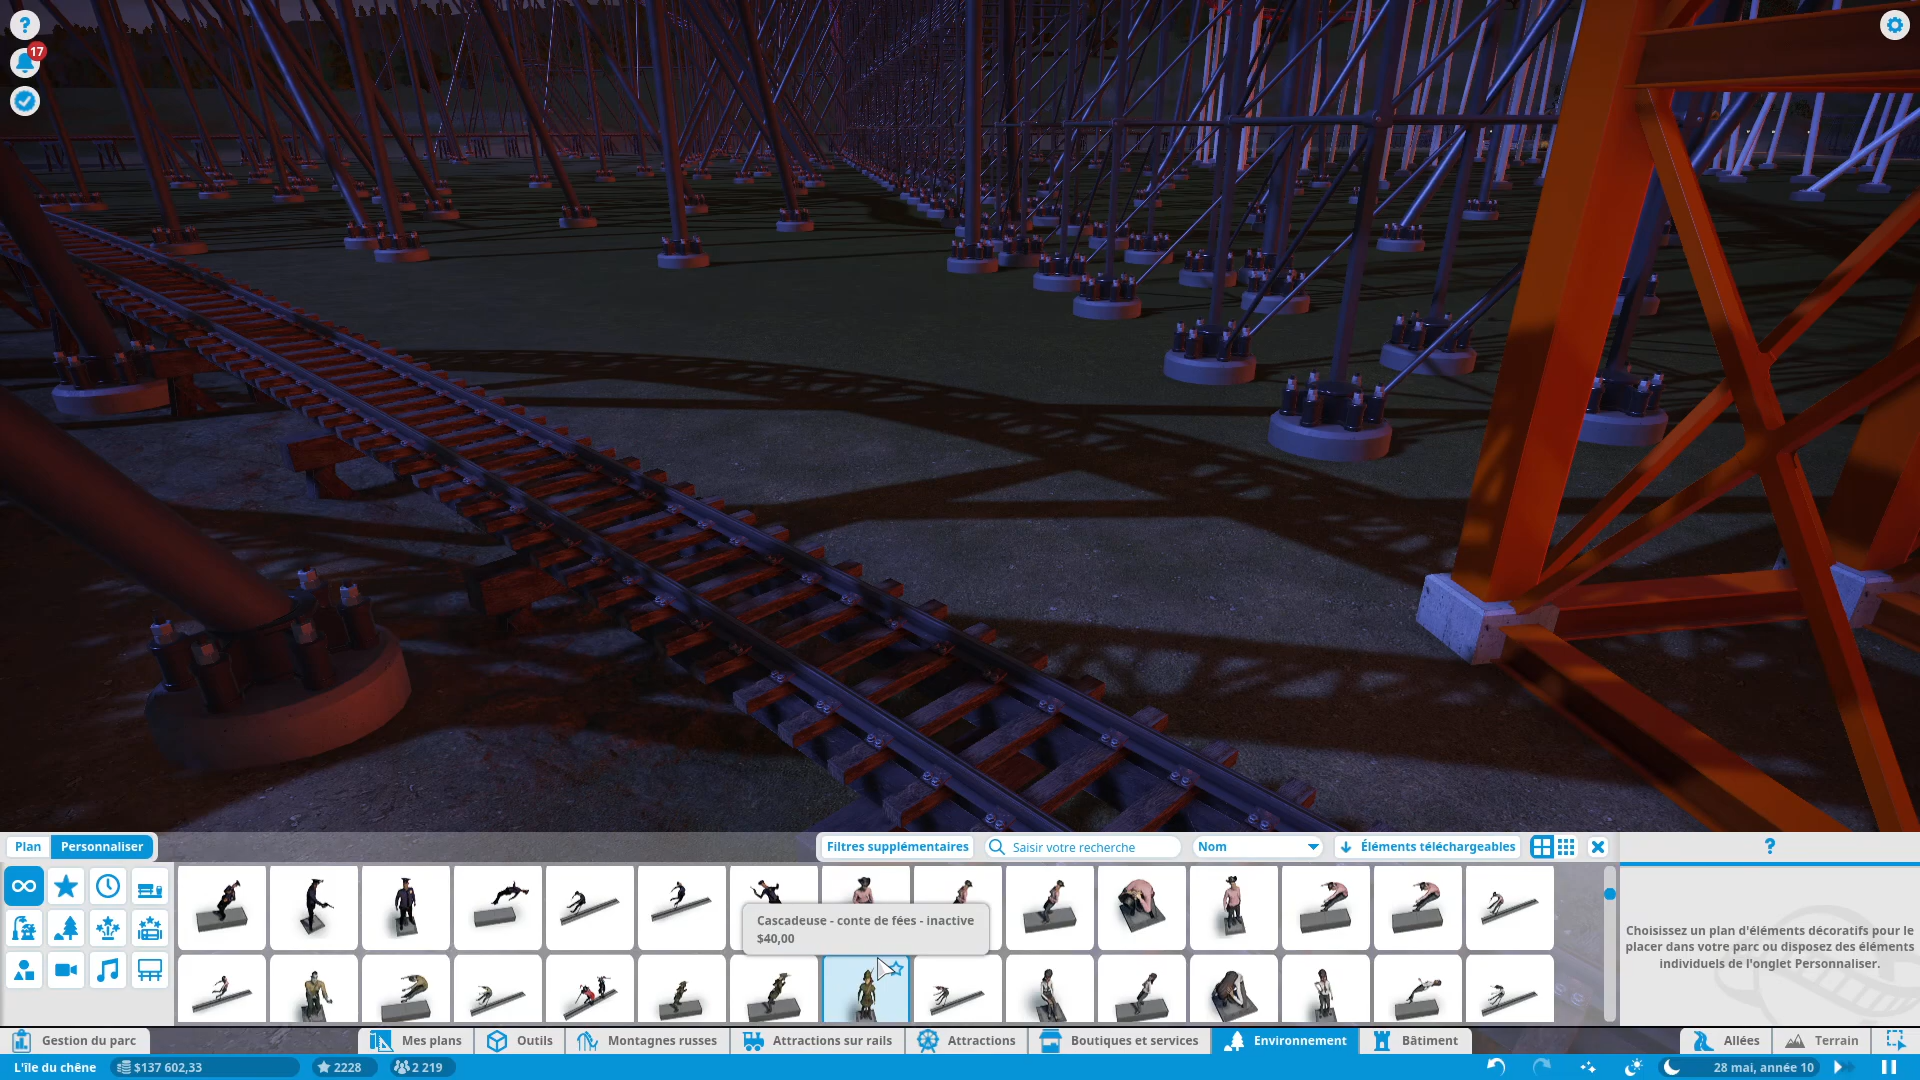 ?
17
Plan
Personnaliser
Filtres supplémentaires
Saisir votre recherche
Nom
Éléments téléchargeables
?
Cascadeuse - conte de fées - inactive
$40,00
Choisissez un plan d'éléments décoratifs pour le
placer dans votre parc ou disposez des éléments
individuels de l'onglet Personnaliser.
Gestion du parc
Mes plans
Outils
Montagnes russes
Attractions sur rails
Attractions
Boutiques et services
Environnement
Bâtiment
Allées
Terrain
L'île du chêne
$137 602,33
2228
2 219
28 mai, année 10